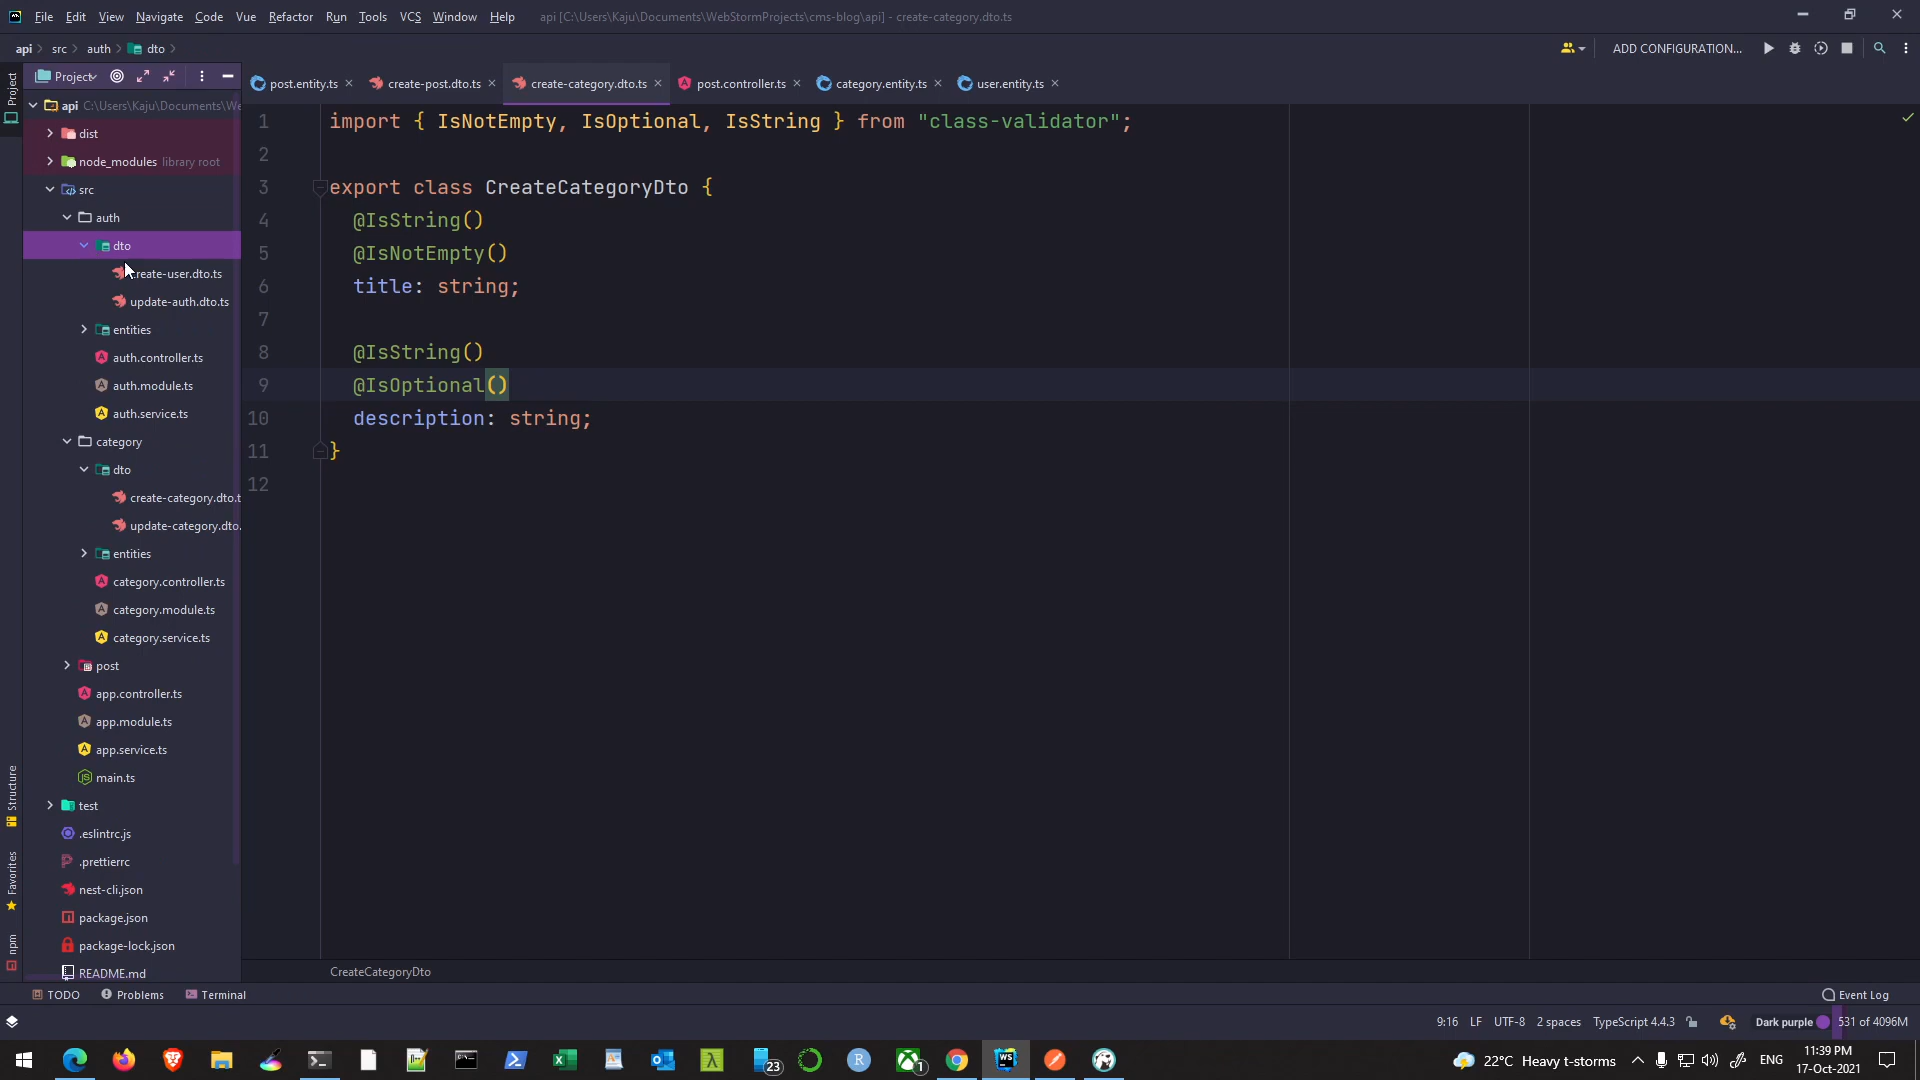 File Edit View Navigate Code Vue Refactor Run Tools VCS Window Help api [C:\Users\Kaju\Documents\WebStormProjects\cms-blog\api] - create-category.dto.ts
api src auth dto ADD CONFIGURATION...
Project
Project
post.entity.ts create-post.dto.ts create-category.dto.ts post.controller.ts category.entity.ts user.entity.ts
api C:\Users\Kaju\Documents\We
dist
node_modules library root
src
auth
dto
create-user.dto.ts
update-auth.dto.ts
entities
auth.controller.ts
auth.module.ts
auth.service.ts
category
dto
create-category.dto.t
update-category.dto.
entities
category.controller.ts
category.module.ts
category.service.ts
post
app.controller.ts
app.module.ts
app.service.ts
main.ts
test
.eslintrc.js
.prettierrc
nest-cli.json
package.json
package-lock.json
README.md
Structure
Favorites
npm
1 import { IsNotEmpty, IsOptional, IsString } from "class-validator";
2
3 export class CreateCategoryDto {
4 @IsString()
5 @IsNotEmpty()
6 title: string;
7
8 @IsString()
9 @IsOptional()
10 description: string;
11 }
12
CreateCategoryDto
TODO Problems Terminal Event Log
9:16 LF UTF-8 2 spaces TypeScript 4.4.3 Dark purple 531 of 4096M
23 R 1 WS 22°C Heavy t-storms ENG 11:39 PM
17-Oct-2021